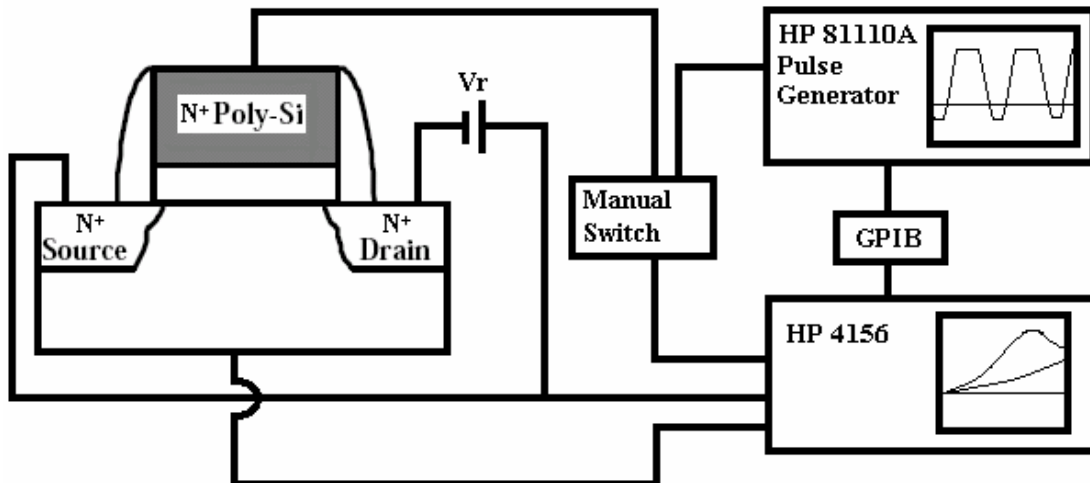 N+ Poly-Si
Vr
N+
Source
N+
Drain
Manual
Switch
HP 81110A
Pulse
Generator
GPIB
HP 4156